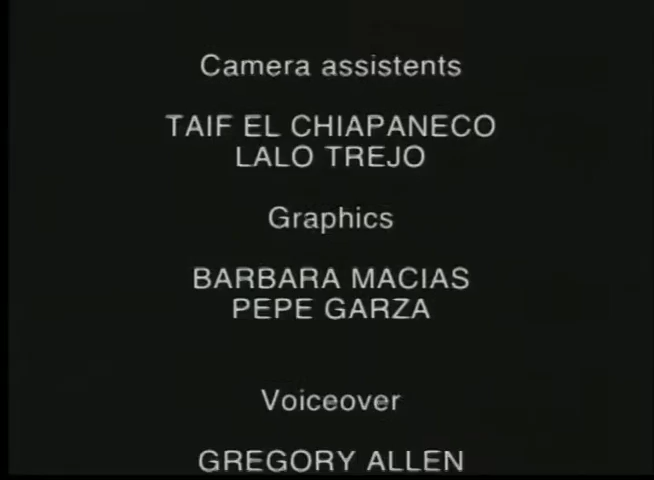 Camera assistents
TAIF EL CHIAPANECO
LALO TREJO
Graphics
BARBARA MACIAS
PEPE GARZA
Voiceover
GREGORY ALLEN